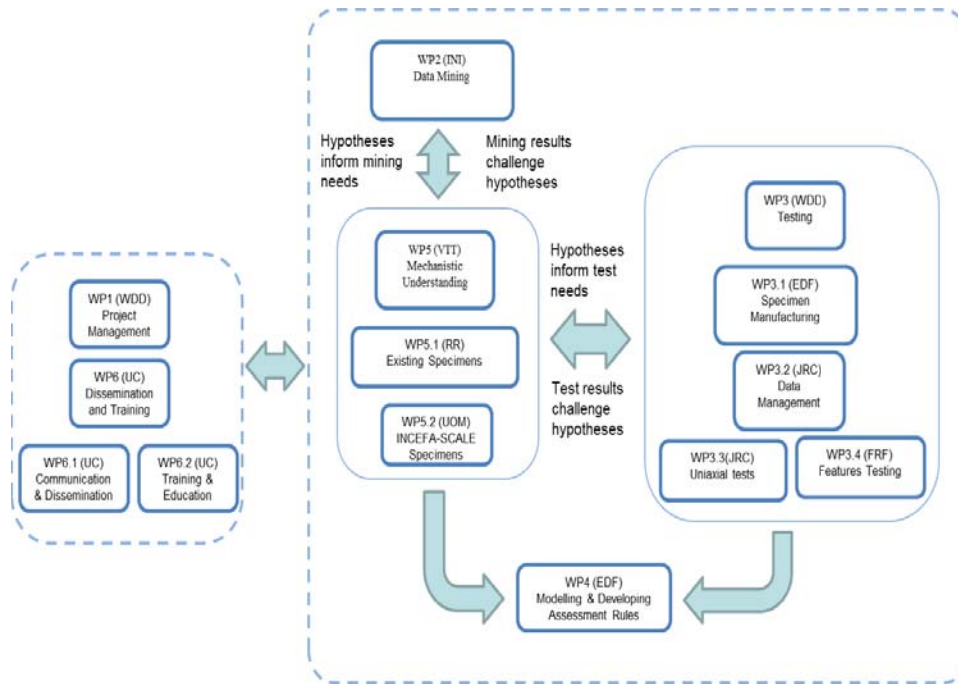 WP2 (INI)
Data Mining
Hypotheses
inform mining
needs
Mining results
challenge
hypotheses
WP5 (VTT)
Mechanistic
Understanding
WP5.1 (RR)
Existing Specimens
WP5.2 (UOM)
INCEFA-SCALE
Specimens
Hypotheses
inform test
needs
Test results
challenge
hypotheses
WP3 (WDD)
Testing
WP3.1 (EDF)
Specimen
Manufacturing
WP3.2 (JRC)
Data
Management
WP3.3(JRC)
Uniaxial tests
WP3.4 (FRF)
Features Testing
WP1 (WDD)
Project
Management
WP6 (UC)
Dissemination
and Training
WP6.1 (UC)
Communication
& Dissemination
WP6.2 (UC)
Training &
Education
WP4 (EDF)
Modelling & Developing
Assessment Rules